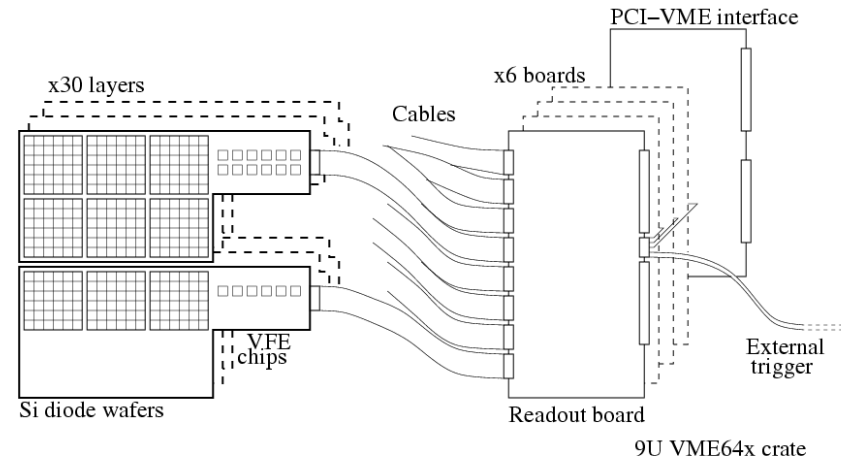 PCI–VME interface
x30 layers
x6 boards
Cables
VFE
chips
External
trigger
Si diode wafers
Readout board
9U VME64x crate